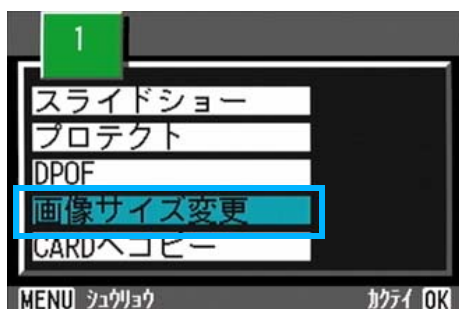 1
スライドショー
プロテクト
DPOF
画像サイズ変更
CARDへコピー
MENU ｼｭｳﾘｮｳ ｶｸﾃｲ OK